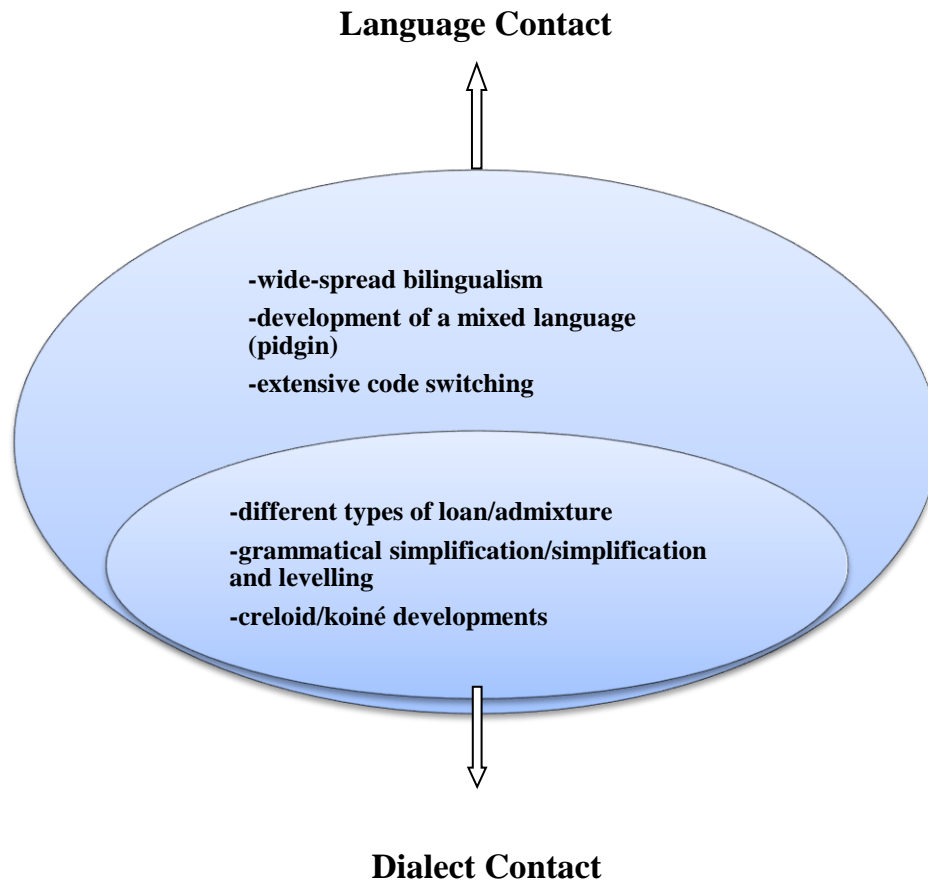 Language Contact
-wide-spread bilingualism
-development of a mixed language
(pidgin)
-extensive code switching
-different types of loan/admixture
-grammatical simplification/simplification
and levelling
-creloid/koiné developments
Dialect Contact